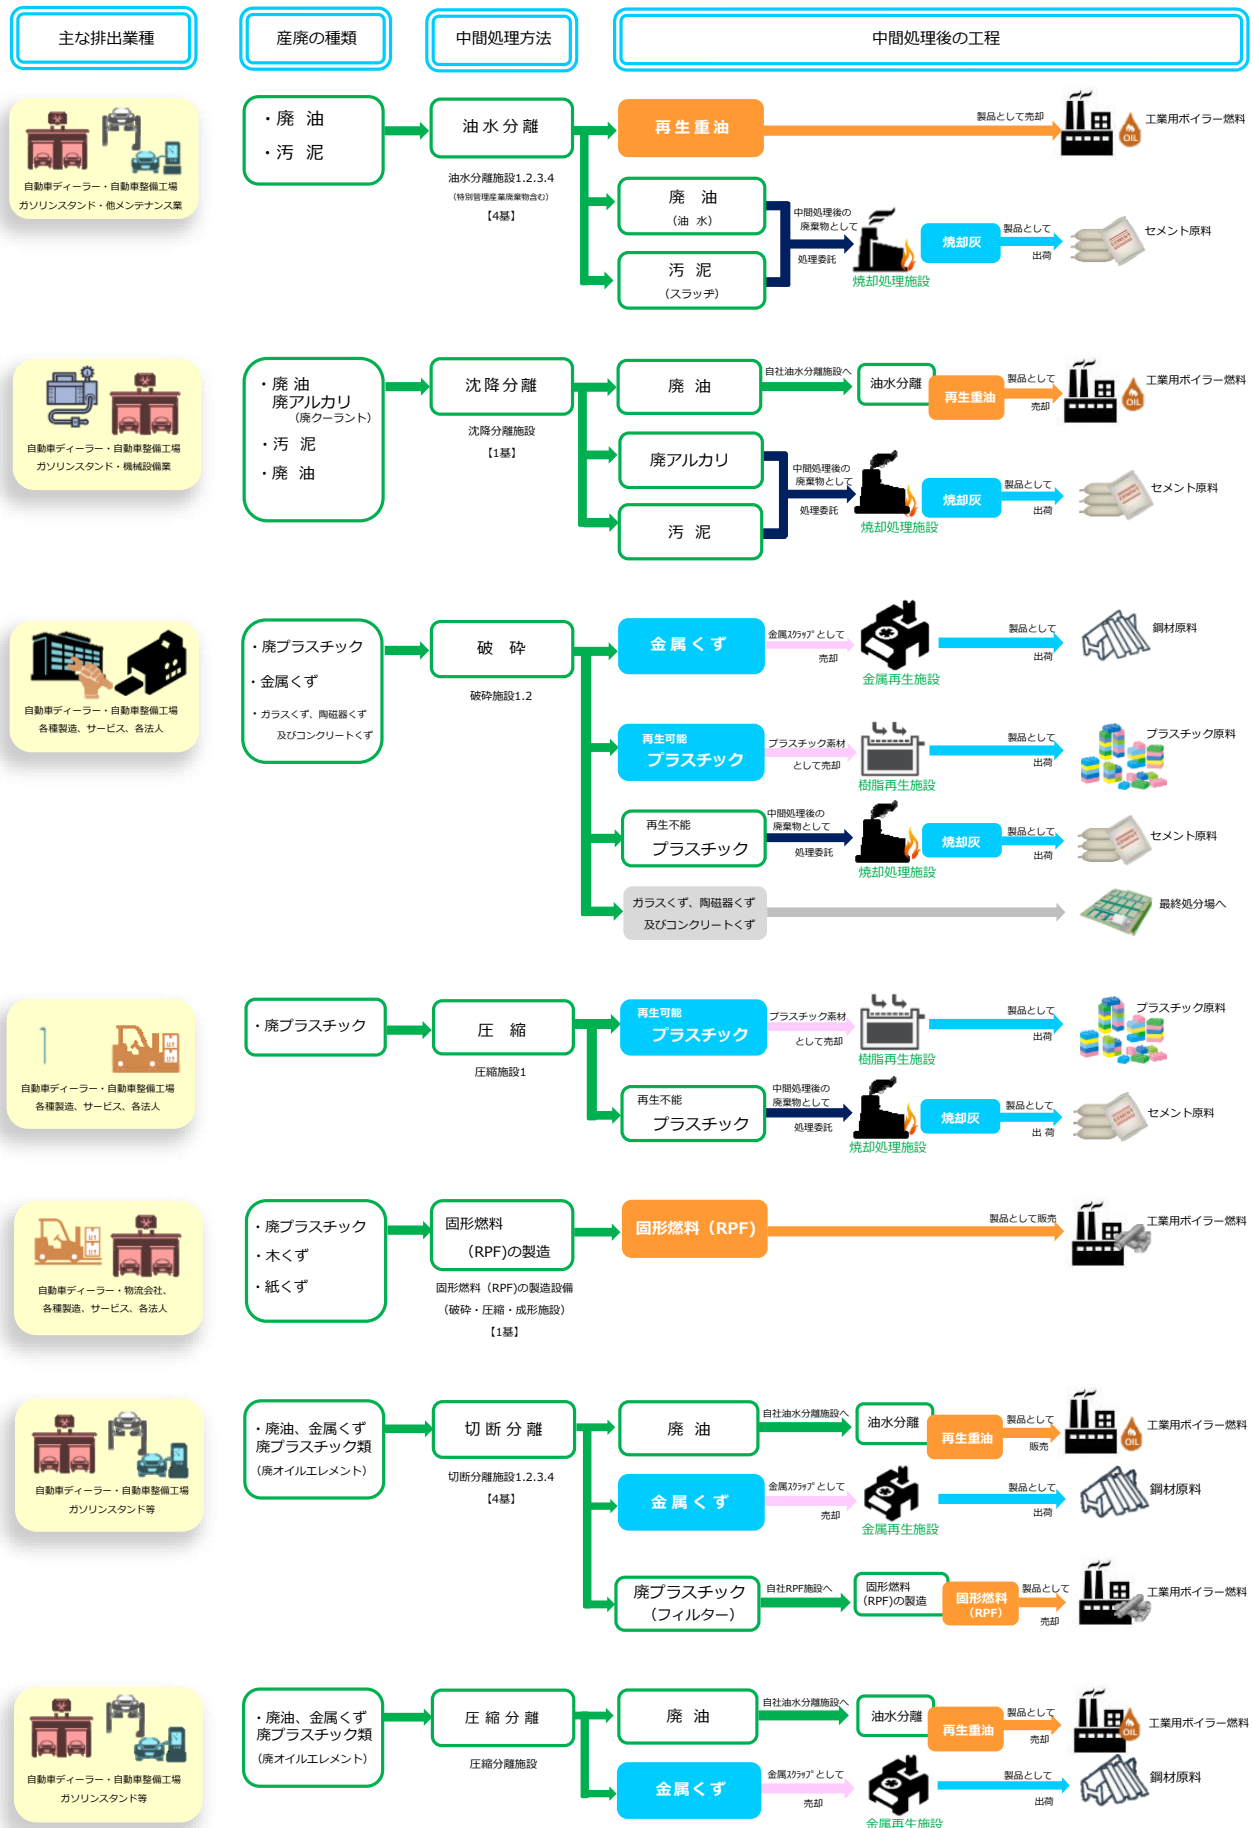 主な排出業種
産廃の種類
中間処理方法
中間処理後の工程
自動車ディーラー・自動車整備工場
ガソリンスタンド・他メンテナンス業
・廃 油
・汚 泥
油水分離
油水分離施設1.2.3.4
(特別管理産業廃棄物含む)
【4基】
再生重油
製品として売却
OIL
工業用ボイラー燃料
廃 油
(油 水)
汚 泥
(スラッヂ)
中間処理後の
廃棄物として
処理委託
焼却処理施設
焼却灰
製品として
出荷
CEMENT
セメント原料
自動車ディーラー・自動車整備工場
ガソリンスタンド・機械設備業
・廃 油
廃アルカリ
(廃クーラント)
・汚 泥
・廃 油
沈降分離
沈降分離施設
【1基】
廃 油
自社油水分離施設へ
油水分離
再生重油
製品として
売却
OIL
工業用ボイラー燃料
廃アルカリ
汚 泥
中間処理後の
廃棄物として
処理委託
焼却処理施設
焼却灰
製品として
出荷
CEMENT
セメント原料
自動車ディーラー・自動車整備工場
各種製造、サービス、各法人
・廃プラスチック
・金属くず
・ガラスくず、陶磁器くず
及びコンクリートくず
破 砕
破砕施設1.2
金属くず
金属ｽｸﾗｯﾌﾟとして
売却
金属再生施設
製品として
出荷
鋼材原料
再生可能
プラスチック
プラスチック素材
として売却
樹脂再生施設
製品として
出荷
プラスチック原料
再生不能
プラスチック
中間処理後の
廃棄物として
処理委託
焼却処理施設
焼却灰
製品として
出荷
CEMENT
セメント原料
ガラスくず、陶磁器くず
及びコンクリートくず
最終処分場へ
自動車ディーラー・自動車整備工場
各種製造、サービス、各法人
・廃プラスチック
圧 縮
圧縮施設1
再生可能
プラスチック
プラスチック素材
として売却
樹脂再生施設
製品として
出荷
プラスチック原料
再生不能
プラスチック
中間処理後の
廃棄物として
処理委託
焼却処理施設
焼却灰
製品として
出 荷
CEMENT
セメント原料
自動車ディーラー・物流会社、
各種製造、サービス、各法人
・廃プラスチック
・木くず
・紙くず
固形燃料
(RPF)の製造
固形燃料（RPF)の製造設備
（破砕・圧縮・成形施設）
【1基】
固形燃料（RPF)
製品として販売
工業用ボイラー燃料
自動車ディーラー・自動車整備工場
ガソリンスタンド等
・廃油、金属くず
廃プラスチック類
(廃オイルエレメント)
切断分離
切断分離施設1.2.3.4
【4基】
廃 油
自社油水分離施設へ
油水分離
再生重油
製品として
販売
OIL
工業用ボイラー燃料
金属くず
金属ｽｸﾗｯﾌﾟとして
売却
金属再生施設
製品として
出荷
鋼材原料
廃プラスチック
（フィルター）
自社RPF施設へ
固形燃料
(RPF)の製造
固形燃料
（RPF）
製品として
売却
工業用ボイラー燃料
自動車ディーラー・自動車整備工場
ガソリンスタンド等
・廃油、金属くず
廃プラスチック類
(廃オイルエレメント)
圧縮分離
圧縮分離施設
廃 油
自社油水分離施設へ
油水分離
再生重油
製品として
売却
OIL
工業用ボイラー燃料
金属くず
金属ｽｸﾗｯﾌﾟとして
売却
金属再生施設
製品として
出荷
鋼材原料